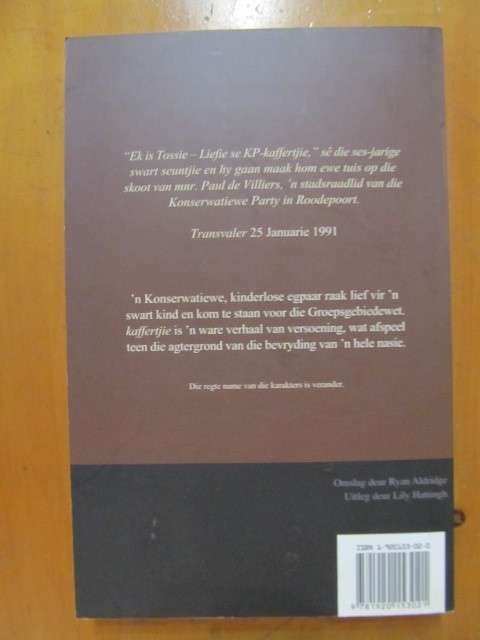 "Ek is Tossie – Liefie se KP-kaffertjie," sê die ses-jarige
swart seuntjie en hy gaan maak hom ewe tuis op die
skoot van mnr. Paul de Villiers, 'n stadsraadlid van die
Konserwatiewe Party in Roodepoort.
Transvaler 25 Januarie 1991
'n Konserwatiewe, kinderlose egpaar raak lief vir 'n
swart kind en kom te staan voor die Groepsgebiedewet.
kaffertjie is 'n ware verhaal van versoening, wat afspeel
teen die agtergrond van die bevryding van 'n hele nasie.
Die regte name van die karakters is verander.
Omslag deur Ryan Aldridge
Uitleg deur Lily Hattingh
ISBN
9 781920 153021